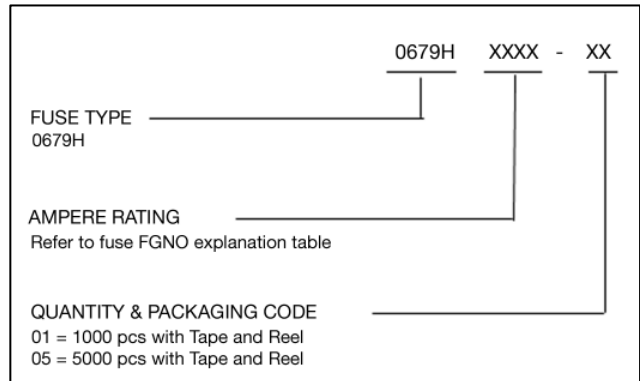 0679H XXXX - XX
FUSE TYPE
0679H
AMPERE RATING
Refer to fuse FGNO explanation table
QUANTITY & PACKAGING CODE
01 = 1000 pcs with Tape and Reel
05 = 5000 pcs with Tape and Reel